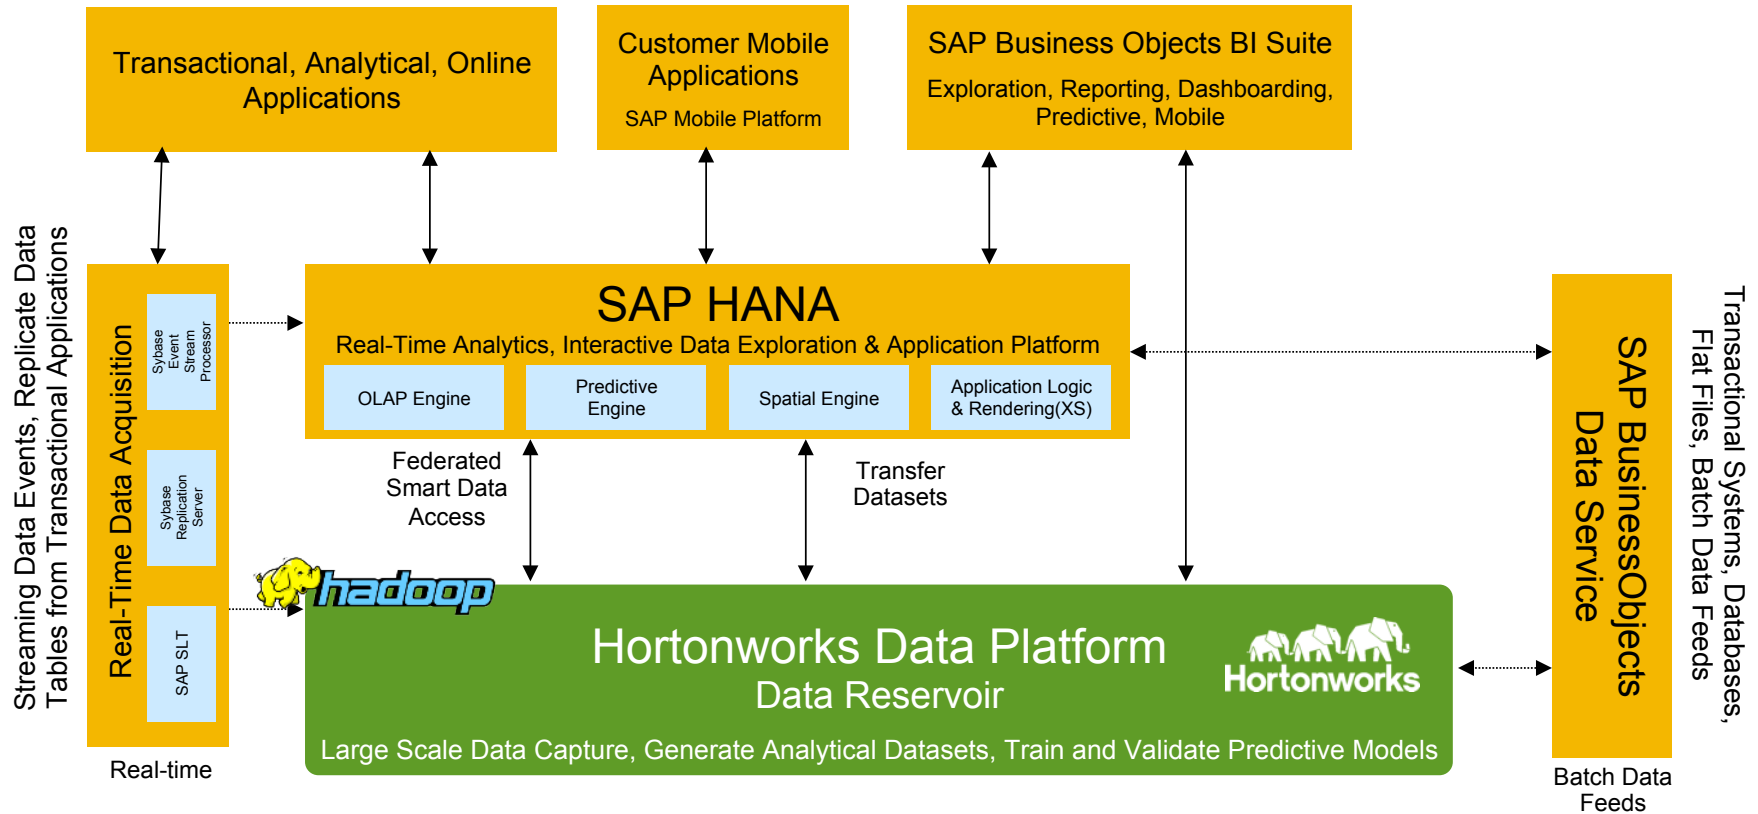 Transactional, Analytical, Online
Applications
Customer Mobile
Applications
SAP Mobile Platform
SAP Business Objects BI Suite
Exploration, Reporting, Dashboarding,
Predictive, Mobile
Streaming Data Events, Replicate Data
Tables from Transactional Applications
Real-Time Data Acquisition
Sybase
Event
Stream
Processor
Sybase
Replication
Server
SAP SLT
Real-time
SAP HANA
Real-Time Analytics, Interactive Data Exploration & Application Platform
OLAP Engine
Predictive
Engine
Spatial Engine
Application Logic
& Rendering(XS)
Federated
Smart Data
Access
Transfer
Datasets
hadoop
Hortonworks Data Platform
Data Reservoir
Hortonworks
Large Scale Data Capture, Generate Analytical Datasets, Train and Validate Predictive Models
SAP BusinessObjects
Data Service
Transactional Systems, Databases,
Flat Files, Batch Data Feeds
Batch Data
Feeds